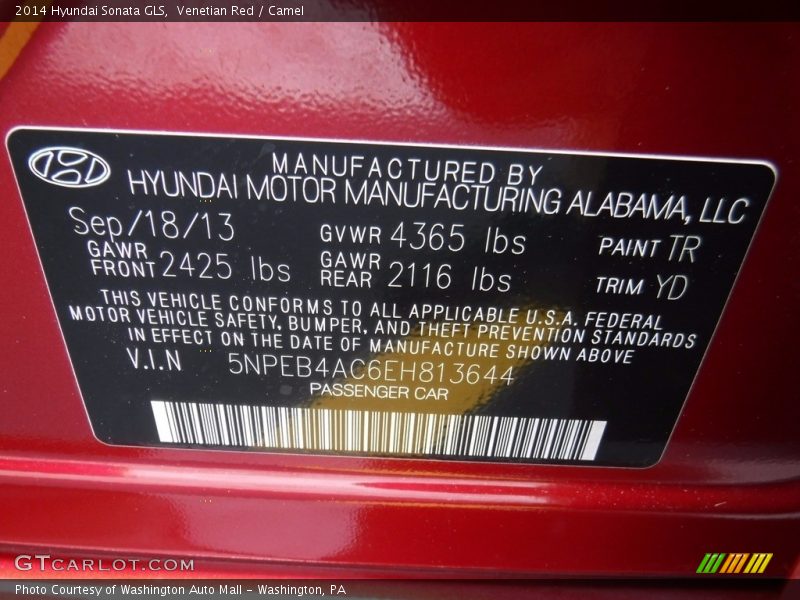 2014 Hyundai Sonata GLS, Venetian Red / Camel
MANUFACTURED BY
HYUNDAI MOTOR MANUFACTURING ALABAMA, LLC
Sep/18/13 GVWR 4365 lbs PAINT TR
GAWR FRONT 2425 lbs GAWR REAR 2116 lbs TRIM YD
THIS VEHICLE CONFORMS TO ALL APPLICABLE U.S.A. FEDERAL
MOTOR VEHICLE SAFETY, BUMPER, AND THEFT PREVENTION STANDARDS
IN EFFECT ON THE DATE OF MANUFACTURE SHOWN ABOVE
V.I.N 5NPEB4AC6EH813644
PASSENGER CAR
GTCARLOT.COM
Photo Courtesy of Washington Auto Mall - Washington, PA